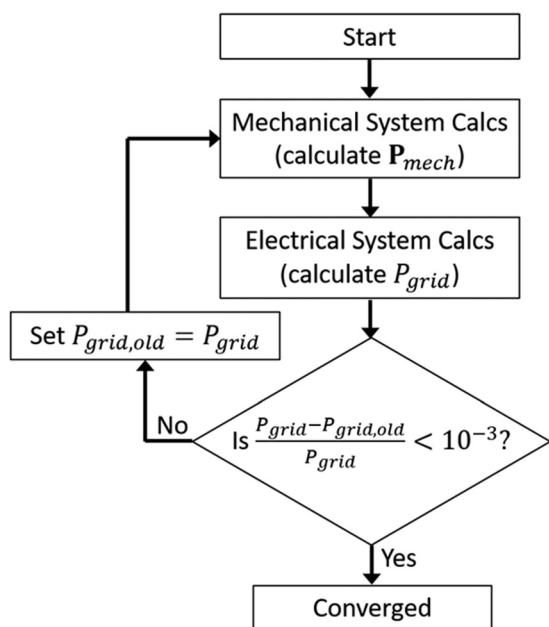 Start
Mechanical System Calcs
(calculate P_mech)
Electrical System Calcs
(calculate P_grid)
Set P_grid,old = P_grid
No
Is (P_grid − P_grid,old)/P_grid < 10⁻³?
Yes
Converged